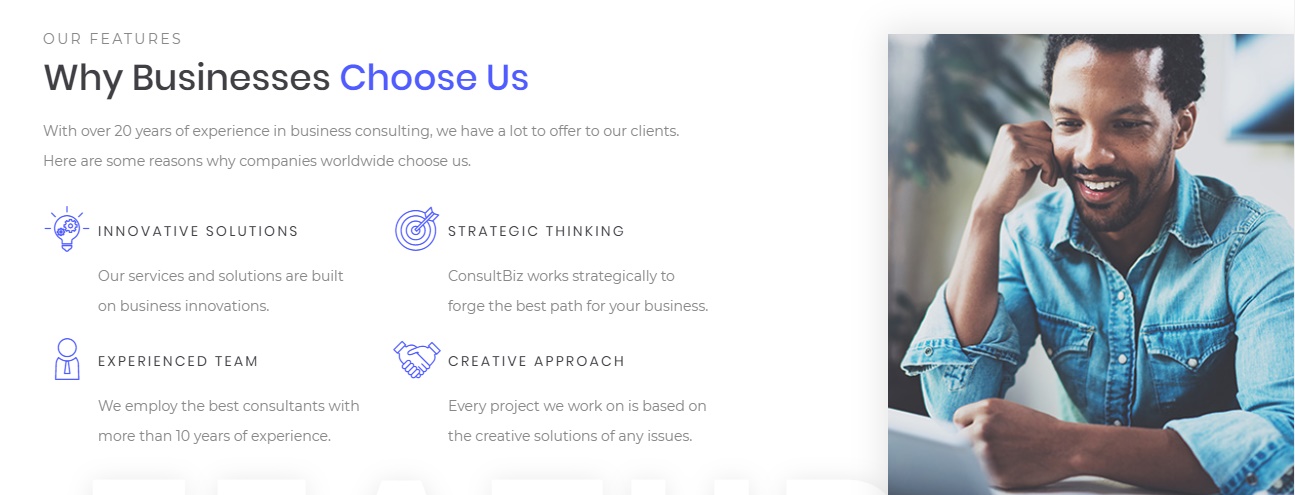 OUR FEATURES
Why Businesses Choose Us
With over 20 years of experience in business consulting, we have a lot to offer to our clients.
Here are some reasons why companies worldwide choose us.
INNOVATIVE SOLUTIONS
Our services and solutions are built
on business innovations.
STRATEGIC THINKING
ConsultBiz works strategically to
forge the best path for your business.
EXPERIENCED TEAM
We employ the best consultants with
more than 10 years of experience.
CREATIVE APPROACH
Every project we work on is based on
the creative solutions of any issues.